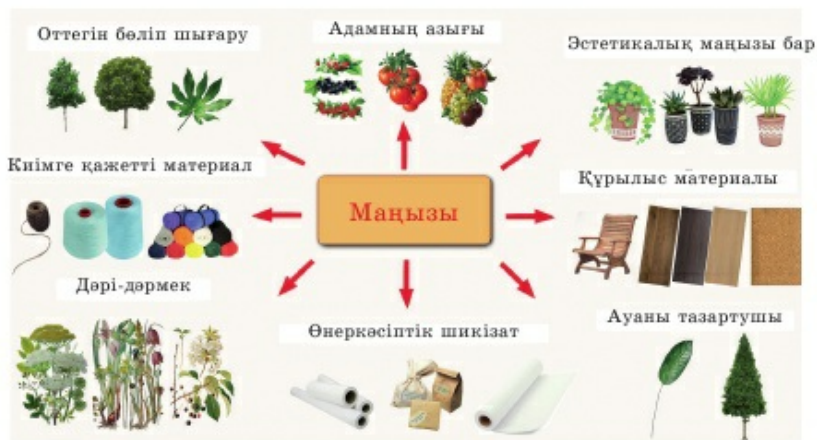 Оттегін бөліп шығару
Адамның азығы
Эстетикалық маңызы бар
Киімге қажетті материал
Маңызы
Құрылыс материалы
Дәрі-дәрмек
Өнеркәсіптік шикізат
Ауаны тазартушы